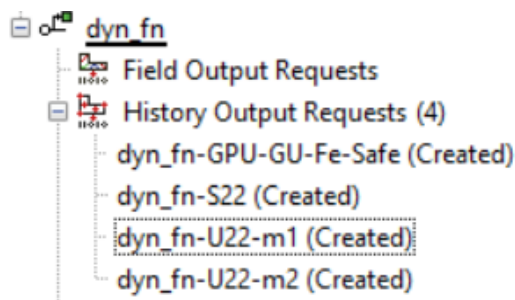 dyn_fn
Field Output Requests
History Output Requests (4)
dyn_fn-GPU-GU-Fe-Safe (Created)
dyn_fn-S22 (Created)
dyn_fn-U22-m1 (Created)
dyn_fn-U22-m2 (Created)